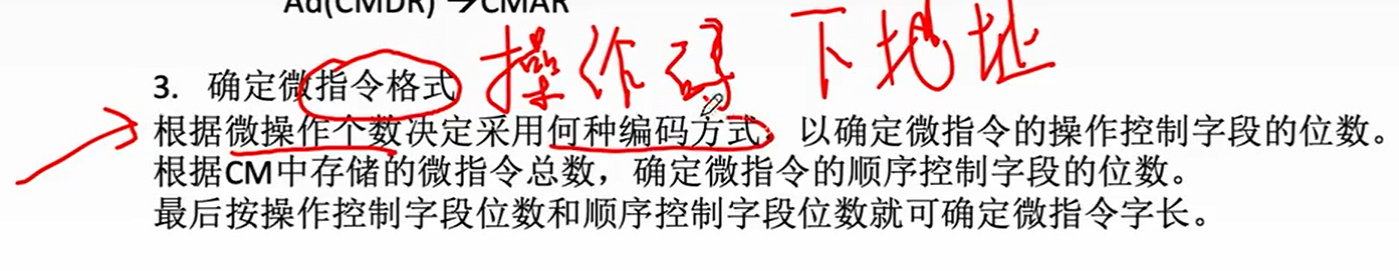 Ad(CMDR) →CMAR
操作码 下地址
3. 确定微指令格式
根据微操作个数决定采用何种编码方式，以确定微指令的操作控制字段的位数。
根据CM中存储的微指令总数，确定微指令的顺序控制字段的位数。
最后按操作控制字段位数和顺序控制字段位数就可确定微指令字长。